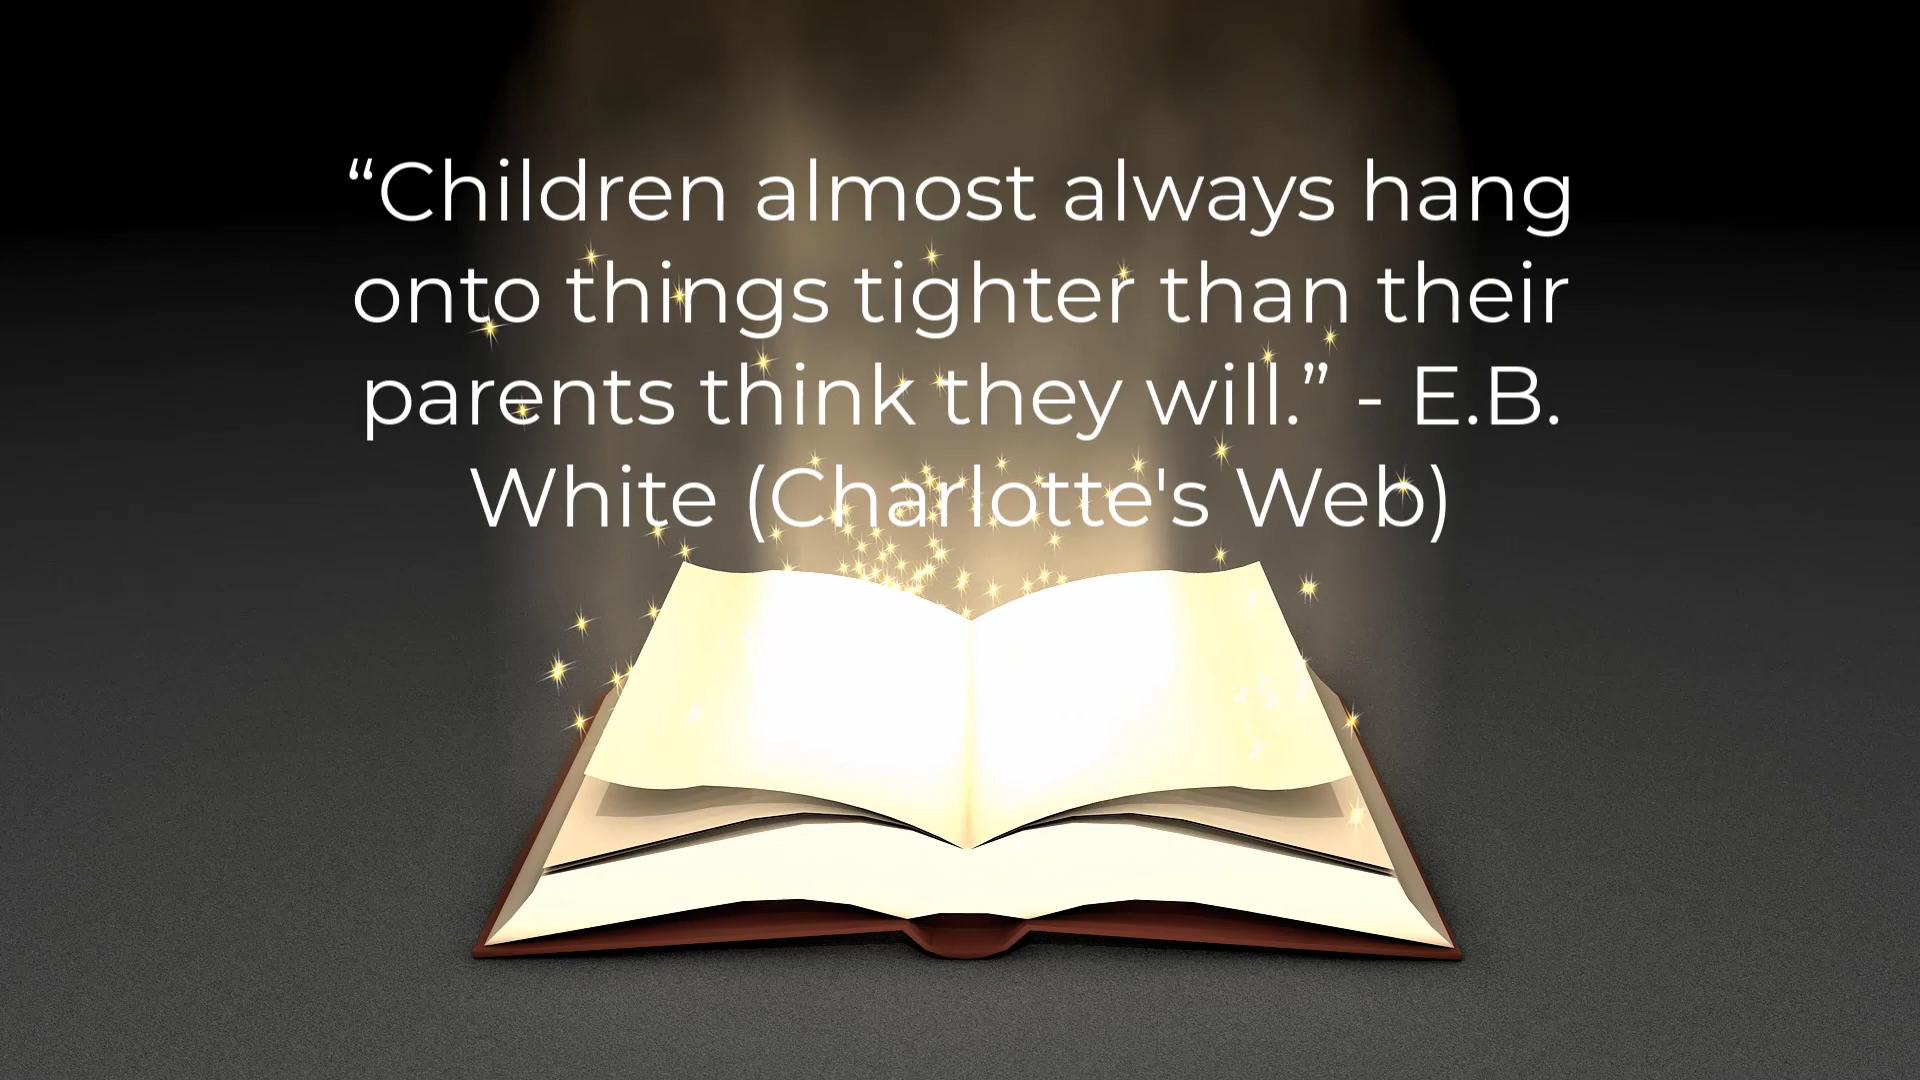 “Children almost always hang
onto things tighter than their
parents think they will.” - E.B.
White (Charlotte's Web)